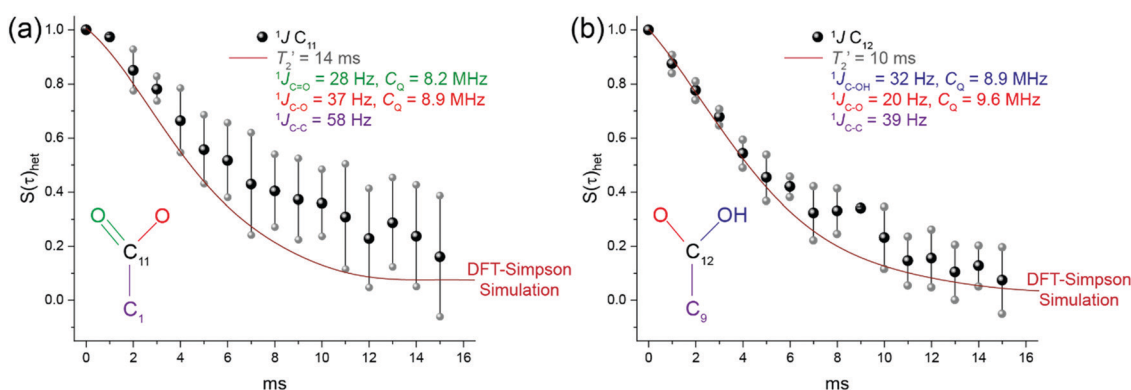 (a)
1.0
0.8
0.6
0.4
0.2
0.0
S(τ)het
0 2 4 6 8 10 12 14 16
ms
¹J C₁₁
T₂' = 14 ms
¹J_C=O = 28 Hz, C_Q = 8.2 MHz
¹J_C-O = 37 Hz, C_Q = 8.9 MHz
¹J_C-C = 58 Hz
O O
C₁₁
C₁
DFT-Simpson
Simulation
(b)
1.0
0.8
0.6
0.4
0.2
0.0
S(τ)het
0 2 4 6 8 10 12 14 16
ms
¹J C₁₂
T₂' = 10 ms
¹J_C-OH = 32 Hz, C_Q = 8.9 MHz
¹J_C-O = 20 Hz, C_Q = 9.6 MHz
¹J_C-C = 39 Hz
O OH
C₁₂
C₉
DFT-Simpson
Simulation